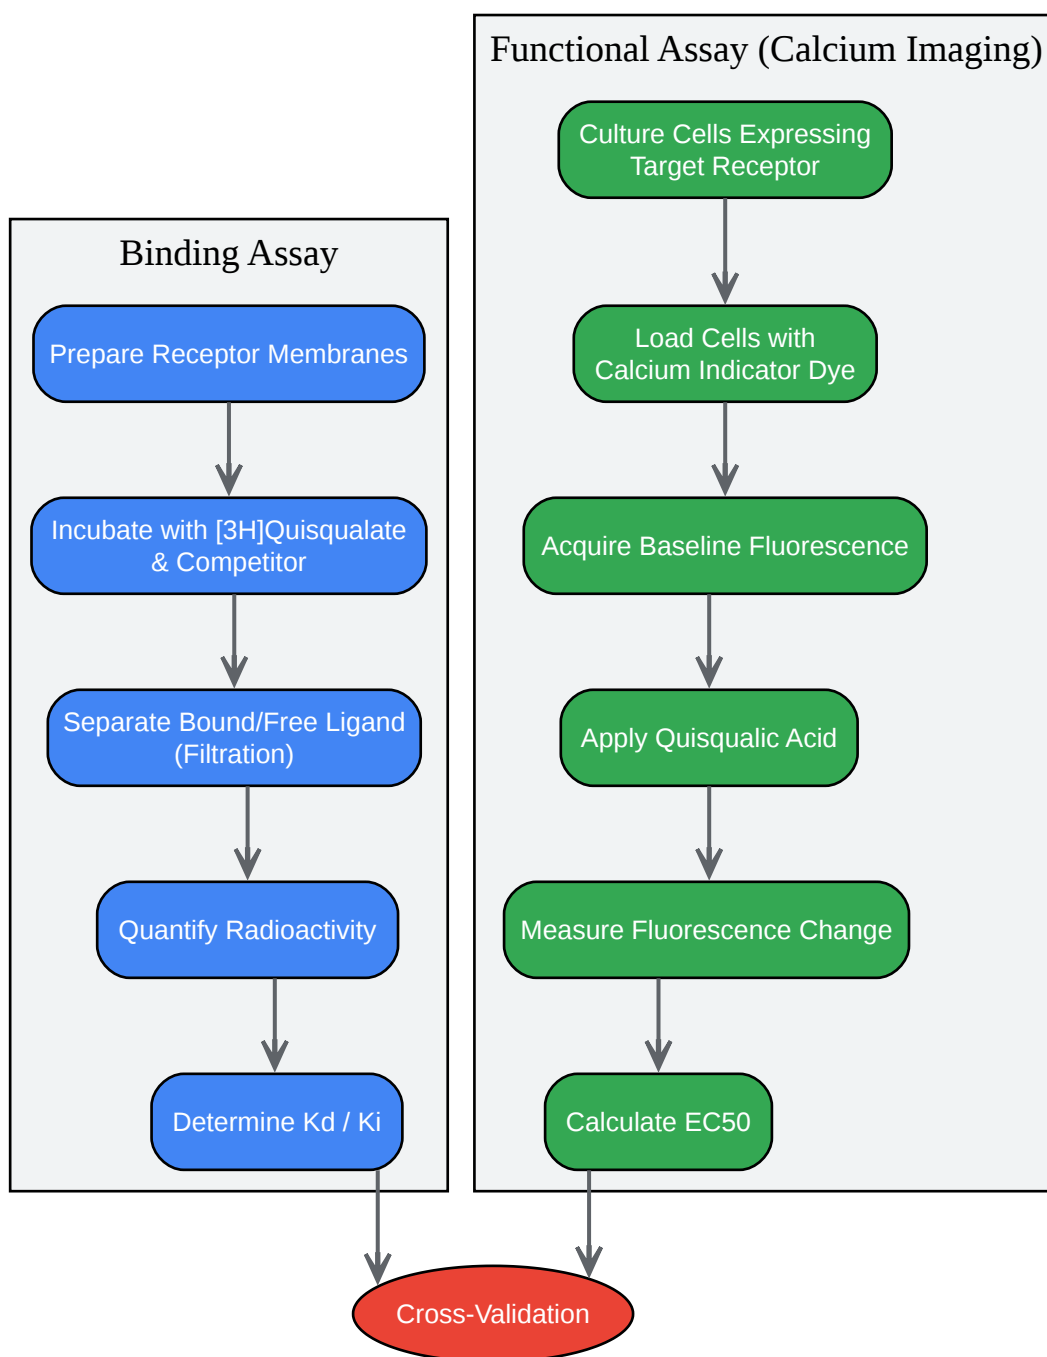 Binding Assay
Prepare Receptor Membranes
Incubate with [3H]Quisqualate
& Competitor
Separate Bound/Free Ligand
(Filtration)
Quantify Radioactivity
Determine Kd / Ki
Functional Assay (Calcium Imaging)
Culture Cells Expressing
Target Receptor
Load Cells with
Calcium Indicator Dye
Acquire Baseline Fluorescence
Apply Quisqualic Acid
Measure Fluorescence Change
Calculate EC50
Cross-Validation